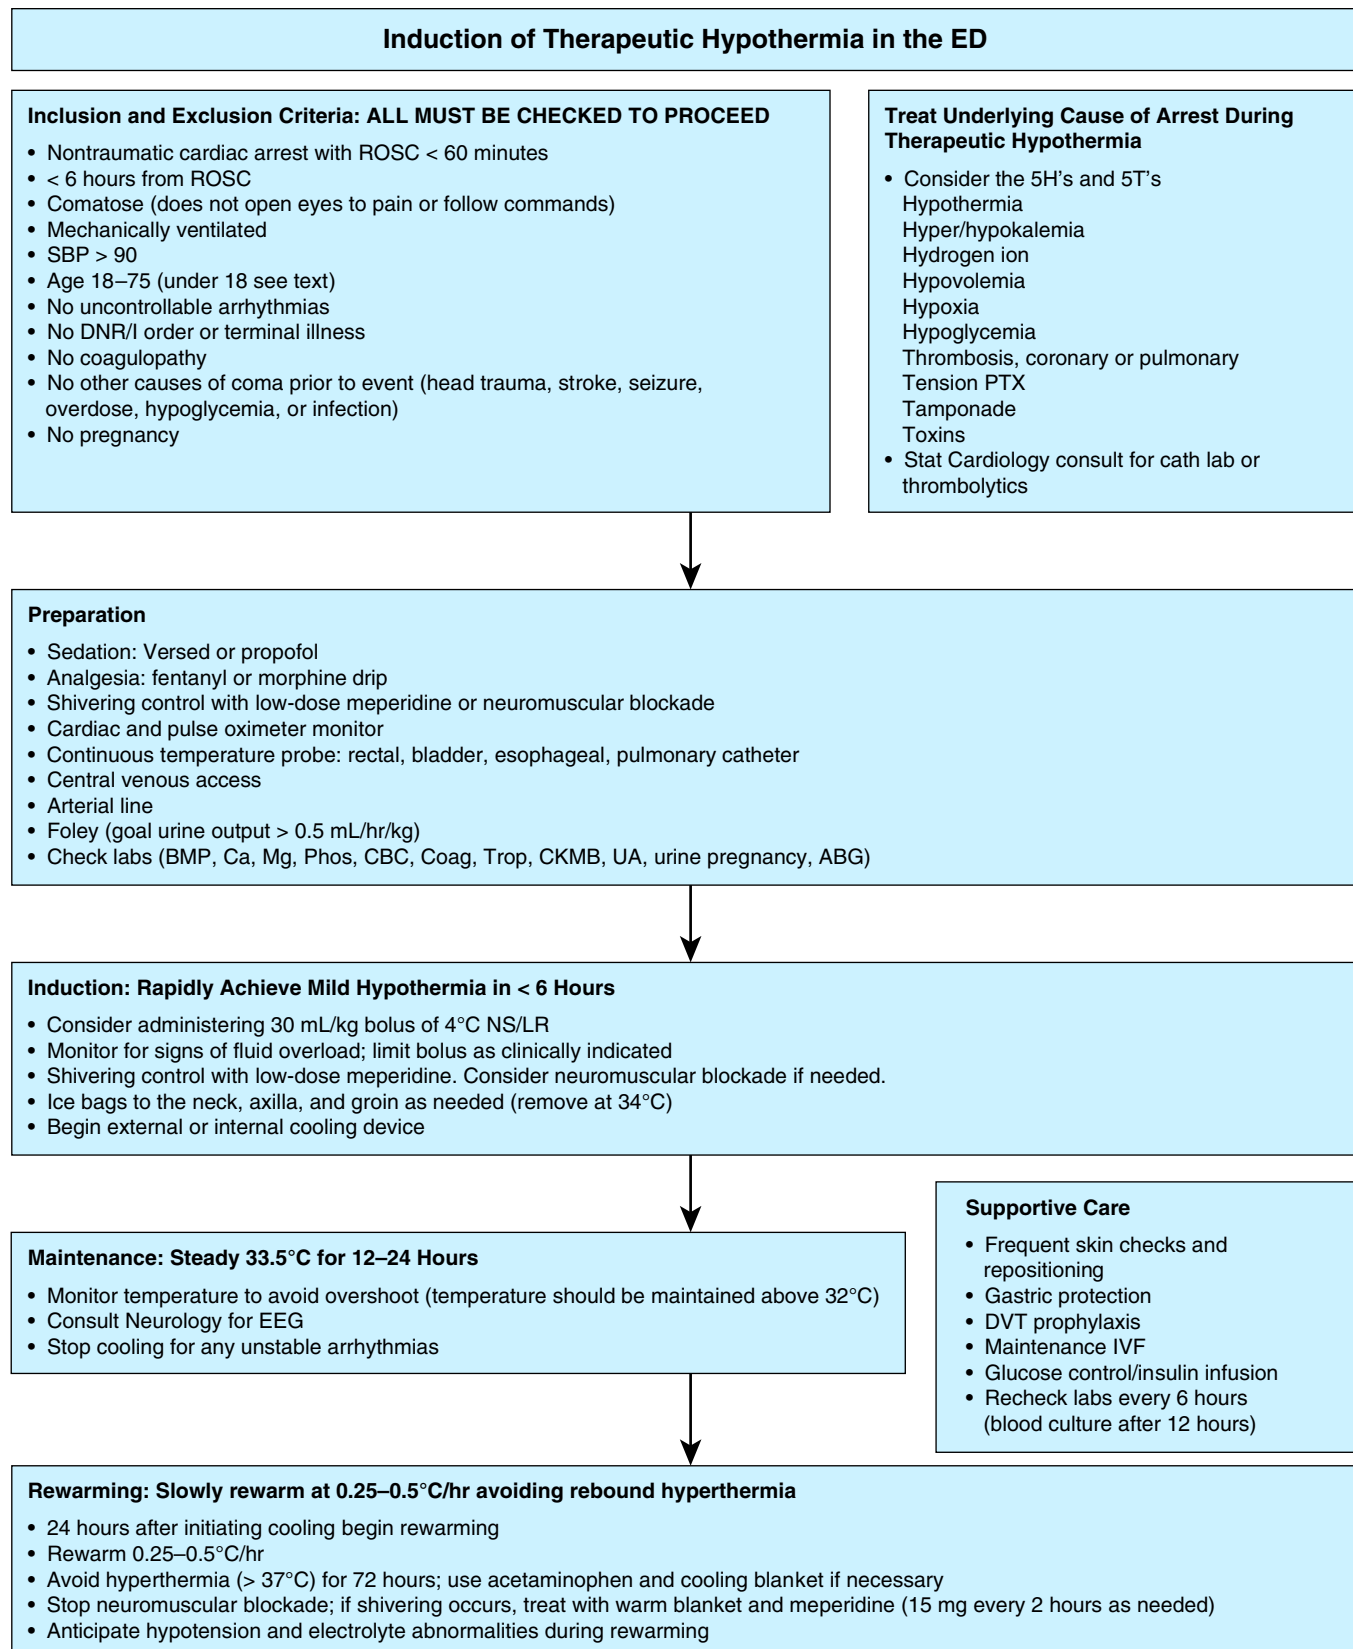 Induction of Therapeutic Hypothermia in the ED
Inclusion and Exclusion Criteria: ALL MUST BE CHECKED TO PROCEED
• Nontraumatic cardiac arrest with ROSC < 60 minutes
• < 6 hours from ROSC
• Comatose (does not open eyes to pain or follow commands)
• Mechanically ventilated
• SBP > 90
• Age 18–75 (under 18 see text)
• No uncontrollable arrhythmias
• No DNR/I order or terminal illness
• No coagulopathy
• No other causes of coma prior to event (head trauma, stroke, seizure,
overdose, hypoglycemia, or infection)
• No pregnancy
Treat Underlying Cause of Arrest During
Therapeutic Hypothermia
• Consider the 5H's and 5T's
Hypothermia
Hyper/hypokalemia
Hydrogen ion
Hypovolemia
Hypoxia
Hypoglycemia
Thrombosis, coronary or pulmonary
Tension PTX
Tamponade
Toxins
• Stat Cardiology consult for cath lab or
thrombolytics
Preparation
• Sedation: Versed or propofol
• Analgesia: fentanyl or morphine drip
• Shivering control with low-dose meperidine or neuromuscular blockade
• Cardiac and pulse oximeter monitor
• Continuous temperature probe: rectal, bladder, esophageal, pulmonary catheter
• Central venous access
• Arterial line
• Foley (goal urine output > 0.5 mL/hr/kg)
• Check labs (BMP, Ca, Mg, Phos, CBC, Coag, Trop, CKMB, UA, urine pregnancy, ABG)
Induction: Rapidly Achieve Mild Hypothermia in < 6 Hours
• Consider administering 30 mL/kg bolus of 4°C NS/LR
• Monitor for signs of fluid overload; limit bolus as clinically indicated
• Shivering control with low-dose meperidine. Consider neuromuscular blockade if needed.
• Ice bags to the neck, axilla, and groin as needed (remove at 34°C)
• Begin external or internal cooling device
Maintenance: Steady 33.5°C for 12–24 Hours
• Monitor temperature to avoid overshoot (temperature should be maintained above 32°C)
• Consult Neurology for EEG
• Stop cooling for any unstable arrhythmias
Supportive Care
• Frequent skin checks and
repositioning
• Gastric protection
• DVT prophylaxis
• Maintenance IVF
• Glucose control/insulin infusion
• Recheck labs every 6 hours
(blood culture after 12 hours)
Rewarming: Slowly rewarm at 0.25–0.5°C/hr avoiding rebound hyperthermia
• 24 hours after initiating cooling begin rewarming
• Rewarm 0.25–0.5°C/hr
• Avoid hyperthermia (> 37°C) for 72 hours; use acetaminophen and cooling blanket if necessary
• Stop neuromuscular blockade; if shivering occurs, treat with warm blanket and meperidine (15 mg every 2 hours as needed)
• Anticipate hypotension and electrolyte abnormalities during rewarming